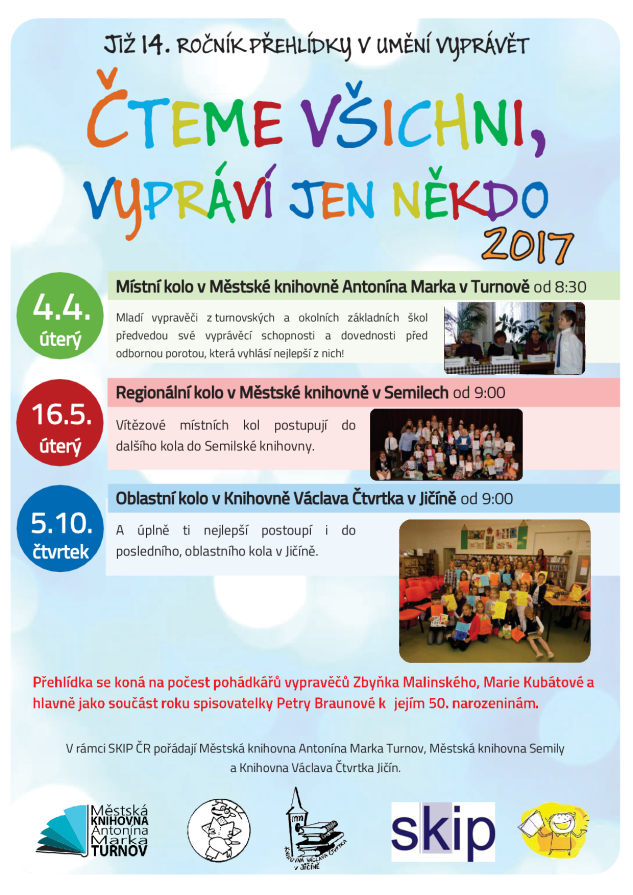 Již 14. ročník přehlídky v umění vyprávět
Čteme všichni,
vypráví jen někdo
2017
4.4.
úterý
Místní kolo v Městské knihovně Antonína Marka v Turnově od 8:30
Mladí vypravěči z turnovských a okolních základních škol
předvedou své vyprávěcí schopnosti a dovednosti před
odbornou porotou, která vyhlásí nejlepší z nich!
16.5.
úterý
Regionální kolo v Městské knihovně v Semilech od 9:00
Vítězové místních kol postupují do
dalšího kola do Semilské knihovny.
5.10.
čtvrtek
Oblastní kolo v Knihovně Václava Čtvrtka v Jičíně od 9:00
A úplně ti nejlepší postoupí i do
posledního, oblastního kola v Jičíně.
Přehlídka se koná na počest pohádkářů vypravěčů Zbyňka Malinského, Marie Kubátové a
hlavně jako součást roku spisovatelky Petry Braunové k jejím 50. narozeninám.
V rámci SKIP ČR pořádají Městská knihovna Antonína Marka Turnov, Městská knihovna Semily
a Knihovna Václava Čtvrtka Jičín.
Městská
KNIHOVNA
Antonína
Marka
TURNOV
KNIHOVNA VÁCLAVA ČTVRTKA
V JIČÍNĚ
skip